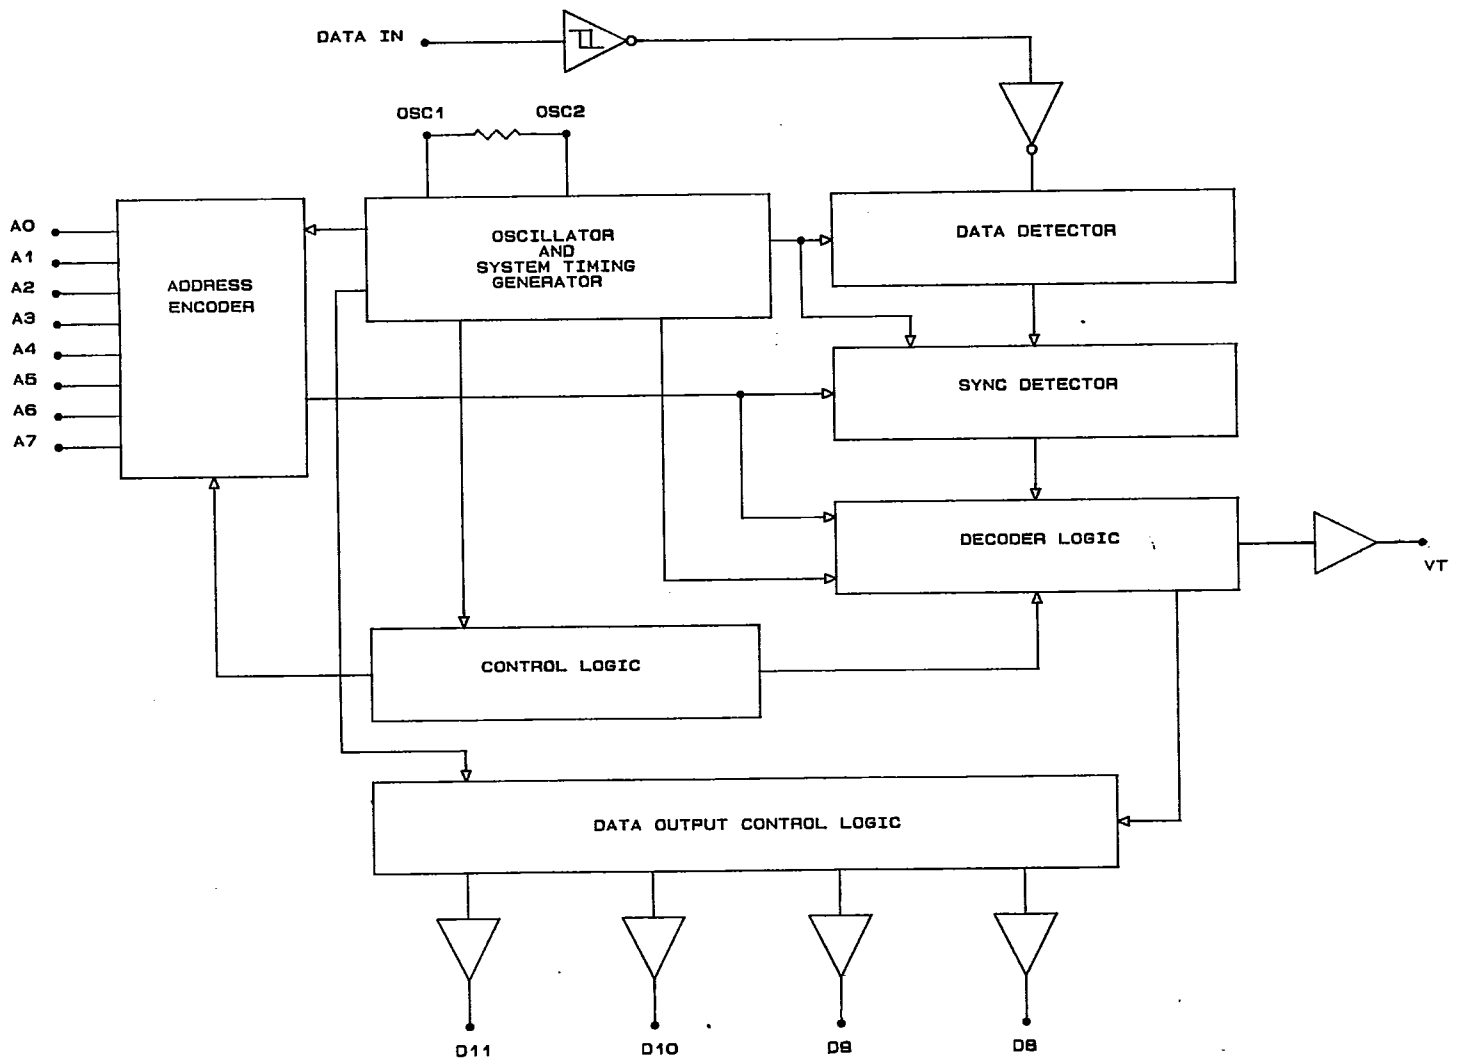 DATA IN
OSC1
OSC2
A0
A1
A2
A3
A4
A5
A6
A7
ADDRESS
ENCODER
OSCILLATOR
AND
SYSTEM TIMING
GENERATOR
DATA DETECTOR
SYNC DETECTOR
DECODER LOGIC
VT
CONTROL LOGIC
DATA OUTPUT CONTROL LOGIC
D11
D10
D9
D8